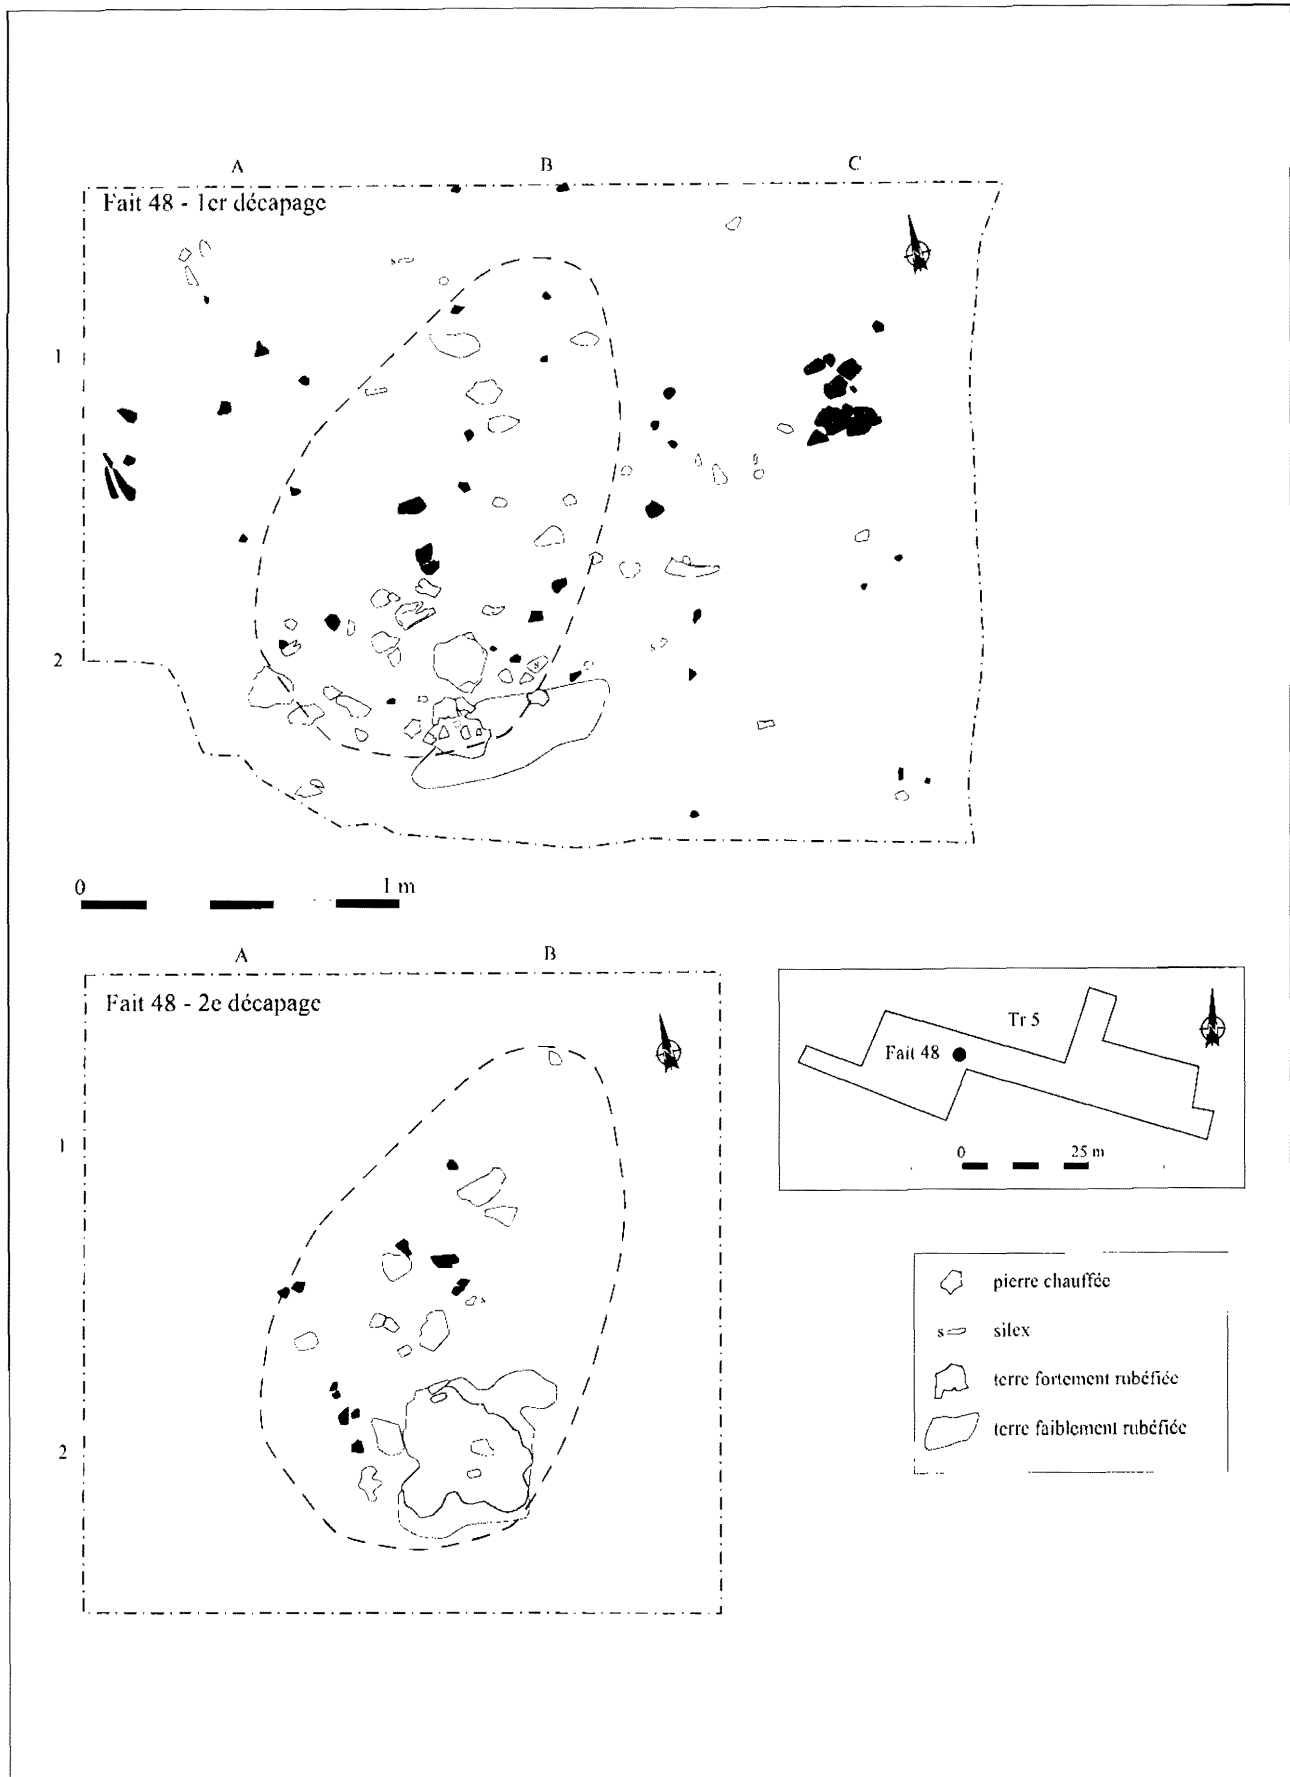 A B C
Fait 48 - 1er décapage
s
1
s
2
s
0 1 m
A B
Fait 48 - 2e décapage
Tr 5
Fait 48
1
0 25 m
s
pierre chauffée
s silex
terre fortement rubéfiée
terre faiblement rubéfiée
2